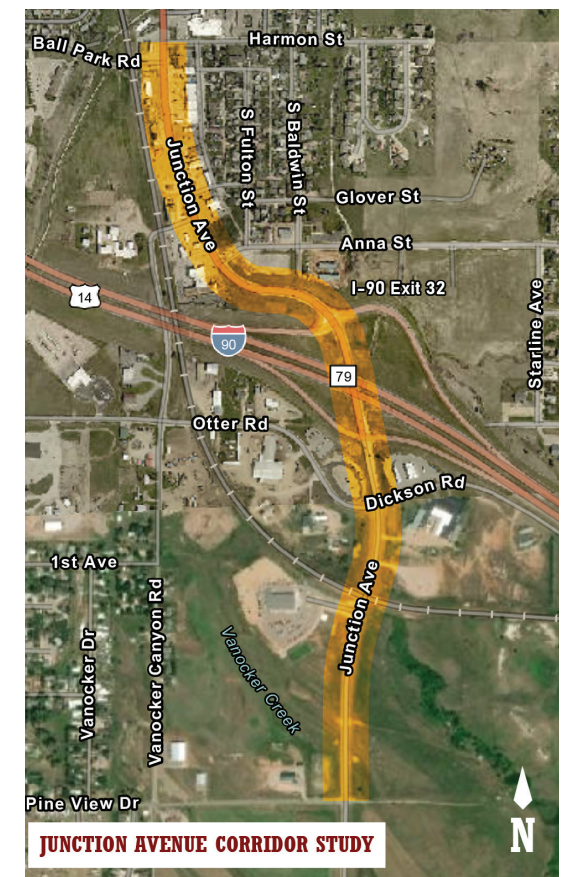 Harmon St
Ball Park Rd
S Fulton St
S Baldwin St
Junction Ave
Glover St
Anna St
I-90 Exit 32
14
Starline Ave
90
79
Otter Rd
Dickson Rd
1st Ave
Junction Ave
Vanocker Canyon Rd
Vanocker Dr
Vanocker Creek
Pine View Dr
JUNCTION AVENUE CORRIDOR STUDY
N